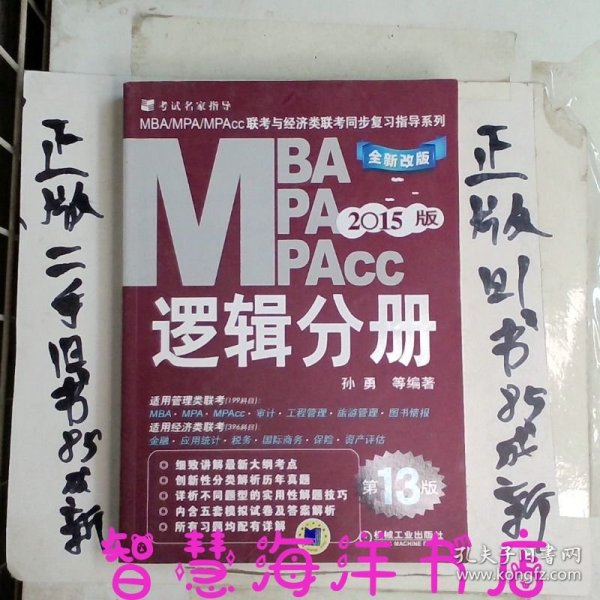 正版二手旧书85成新
考试名家指导
MBA/MPA/MPAcc联考与经济类联考同步复习指导系列
全新改版
MBA
MPA
MPAcc
2015版
逻辑分册
孙勇 等编著
适用管理类联考(199科目):
MBA·MPA·MPAcc·审计·工程管理·旅游管理·图书情报
适用经济类联考(396科目):
金融·应用统计·税务·国际商务·保险·资产评估
细致讲解最新大纲考点
创新性分类解析历年真题
详析不同题型的实用性解题技巧
内含五套模拟试卷及答案解析
所有习题均配有详解
第13版
机械工业出版社
正版旧书85成新
智慧海洋书店
孔夫子旧书网
www.kongfz.com